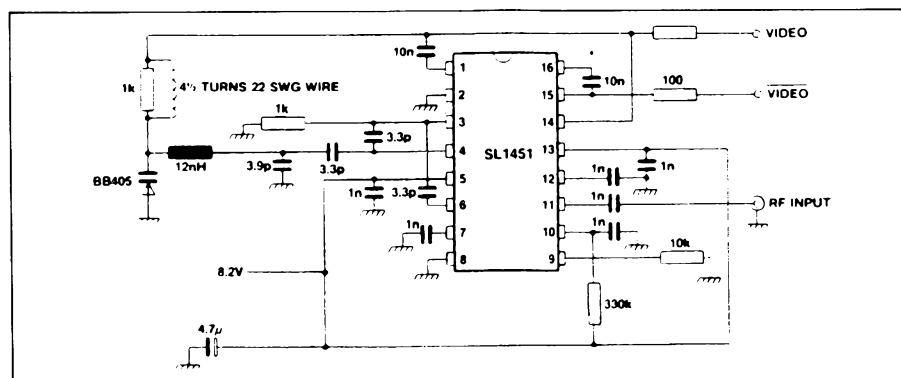 VIDEO
10n
1k
4½ TURNS 22 SWG WIRE
1
16
10n
100
2
15
VIDEO
1k
3
14
3.3p
4
SL1451
13
12nH
3.9p
3.3p
1n
BB405
5
12
1n
1n
3.3p
6
11
1n
RF INPUT
1n
7
10
1n
8
9
10k
8.2V
330k
4.7µ